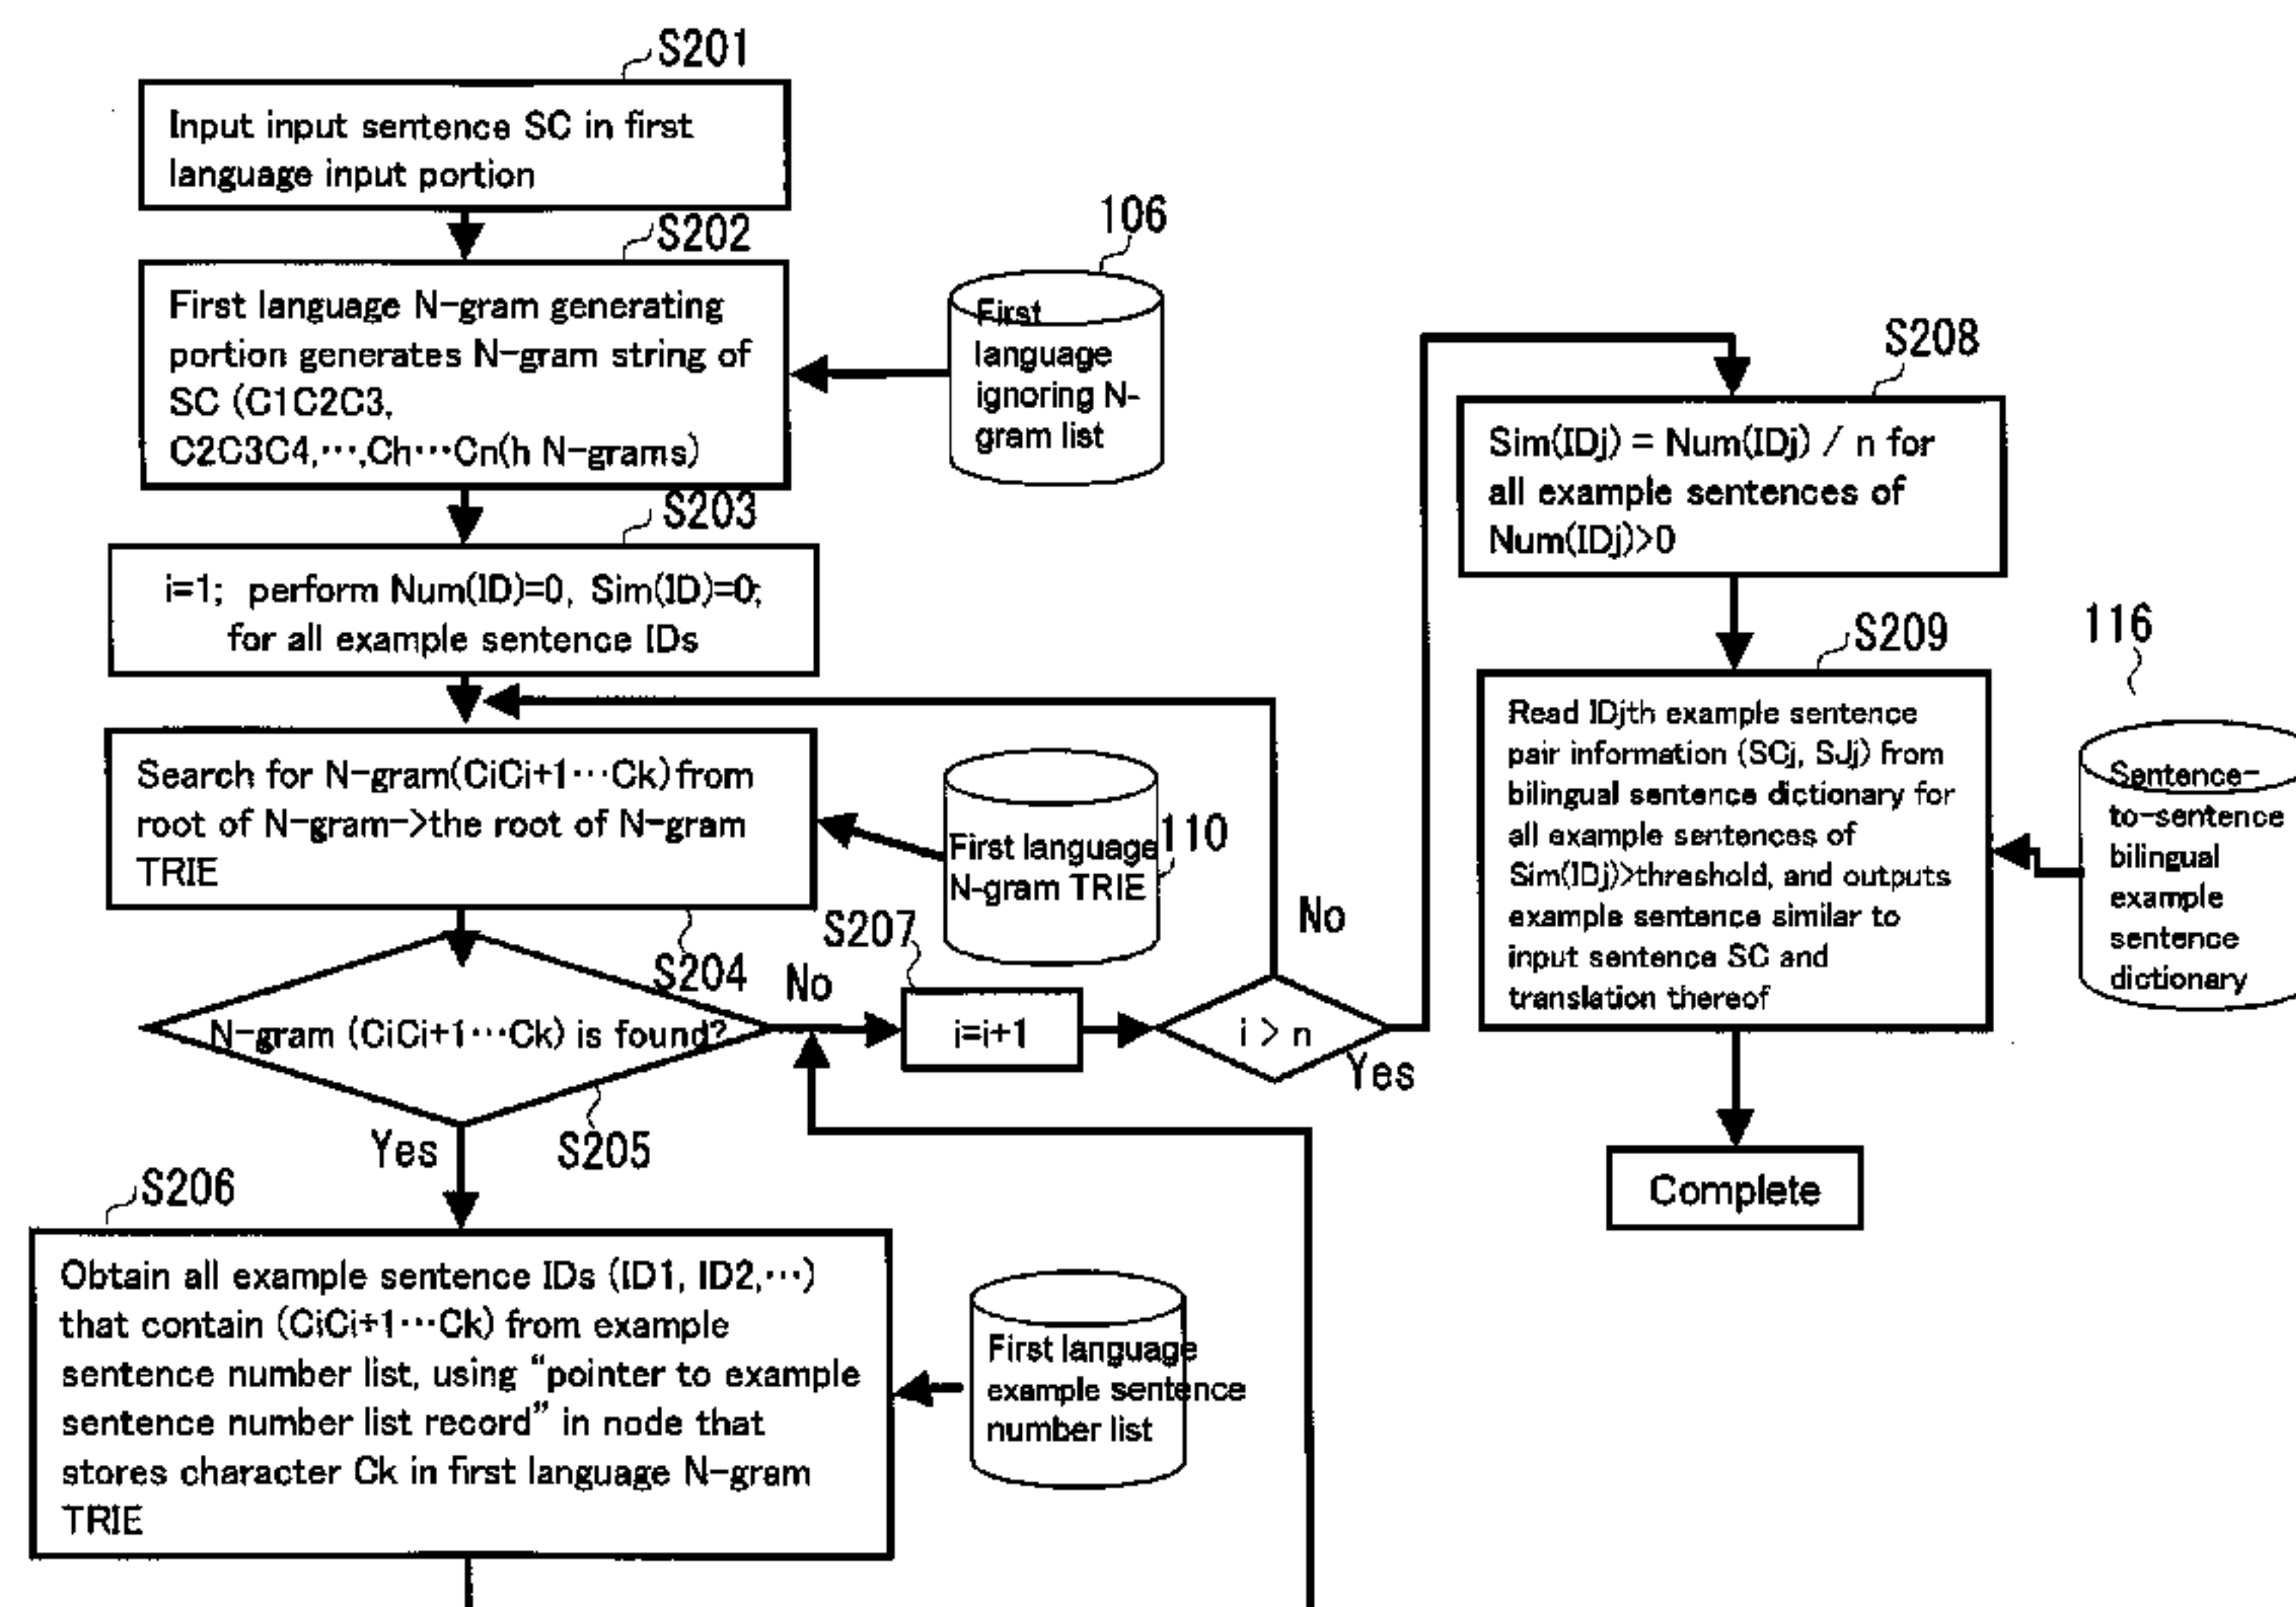 S201
Input input sentence SC in first
language input portion
S202
First language N-gram generating
portion generates N-gram string of
SC (C1C2C3,
C2C3C4,⋯,Ch⋯Cn(h N-grams)
106
First
language
ignoring N-
gram list
S203
i=1; perform Num(ID)=0, Sim(ID)=0;
for all example sentence IDs
Search for N-gram(CiCi+1⋯Ck)from
root of N-gram->the root of N-gram
TRIE
S204
First language
N-gram TRIE
110
N-gram (CiCi+1⋯Ck) is found?
S205
No
Yes
S207
i=i+1
i > n
No
Yes
S206
Obtain all example sentence IDs (ID1, ID2,⋯)
that contain (CiCi+1⋯Ck) from example
sentence number list, using “pointer to example
sentence number list record” in node that
stores character Ck in first language N-gram
TRIE
First language
example sentence
number list
S208
Sim(IDj) = Num(IDj) / n for
all example sentences of
Num(IDj)>0
S209
Read IDjth example sentence
pair information (SCj, SJj) from
bilingual sentence dictionary for
all example sentences of
Sim(IDj)>threshold, and outputs
example sentence similar to
input sentence SC and
translation thereof
116
Sentence-
to-sentence
bilingual
example
sentence
dictionary
Complete